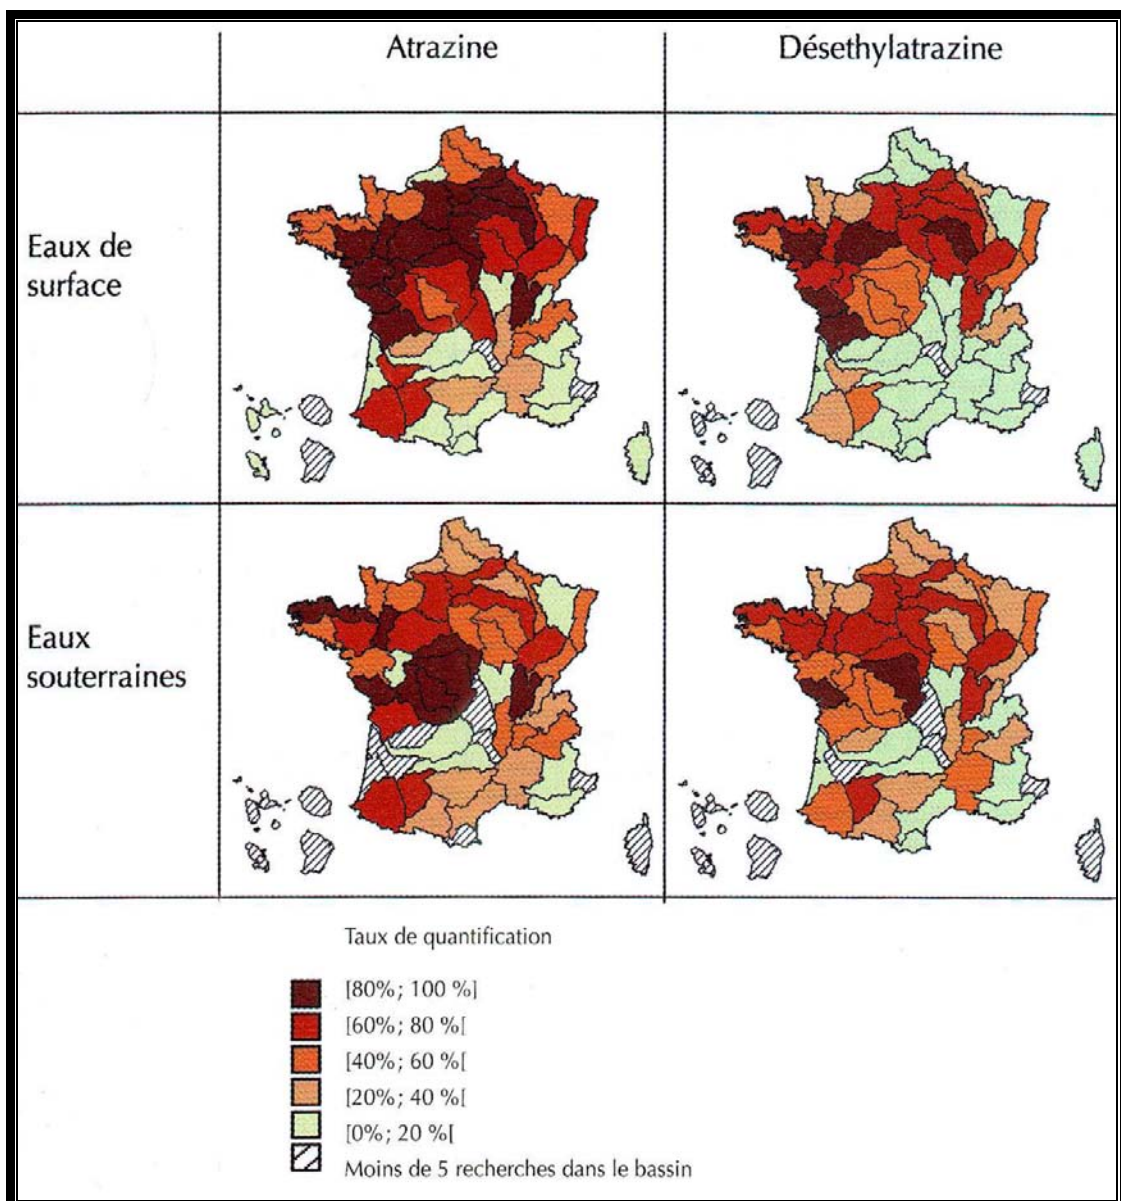 Atrazine
Désethylatrazine
Eaux de
surface
Eaux
souterraines
Taux de quantification
[80%; 100 %]
[60%; 80 %[
[40%; 60 %[
[20%; 40 %[
[0%; 20 %[
Moins de 5 recherches dans le bassin